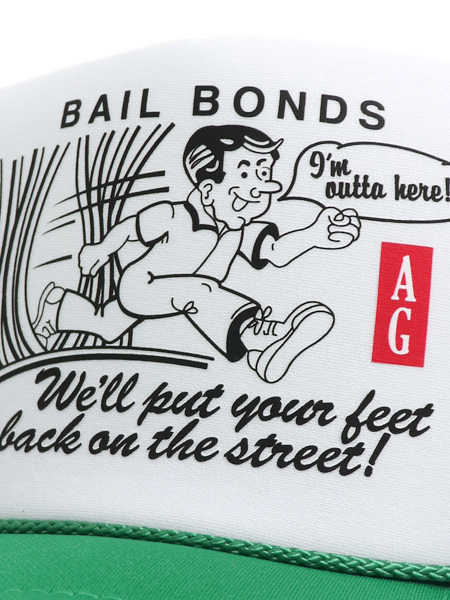 BAIL BONDS
I'm
outta here!
A
G
We'll put your feet
back on the street!